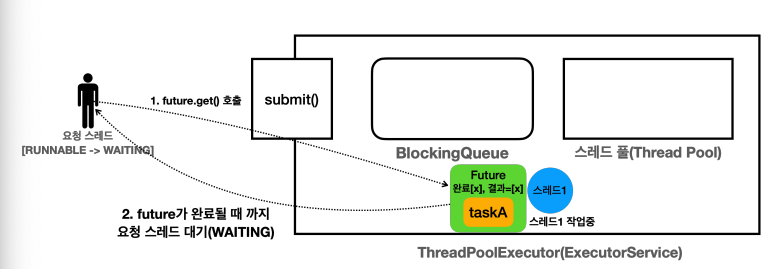 1. future.get() 호출
submit()
요청 스레드
[RUNNABLE -> WAITING]
BlockingQueue
스레드 풀(Thread Pool)
Future
완료[x], 결과=[x]
taskA
스레드1
스레드1 작업중
2. future가 완료될 때 까지
요청 스레드 대기(WAITING)
ThreadPoolExecutor(ExecutorService)